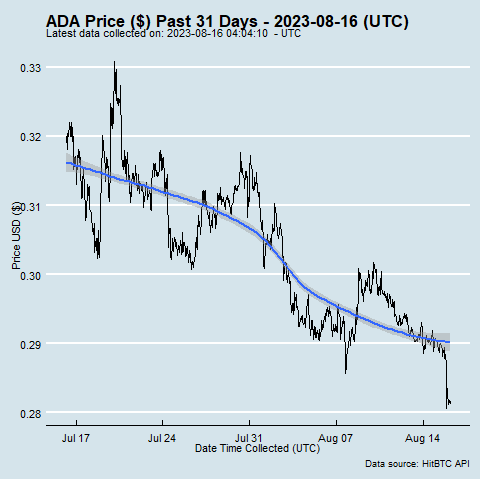 ADA Price ($) Past 31 Days - 2023-08-16 (UTC)
Latest data collected on: 2023-08-16 04:04:10  - UTC
0.33
0.32
0.31
0.30
0.29
0.28
Price USD ($)
Jul 17
Jul 24
Jul 31
Aug 07
Aug 14
Date Time Collected (UTC)
Data source: HitBTC API